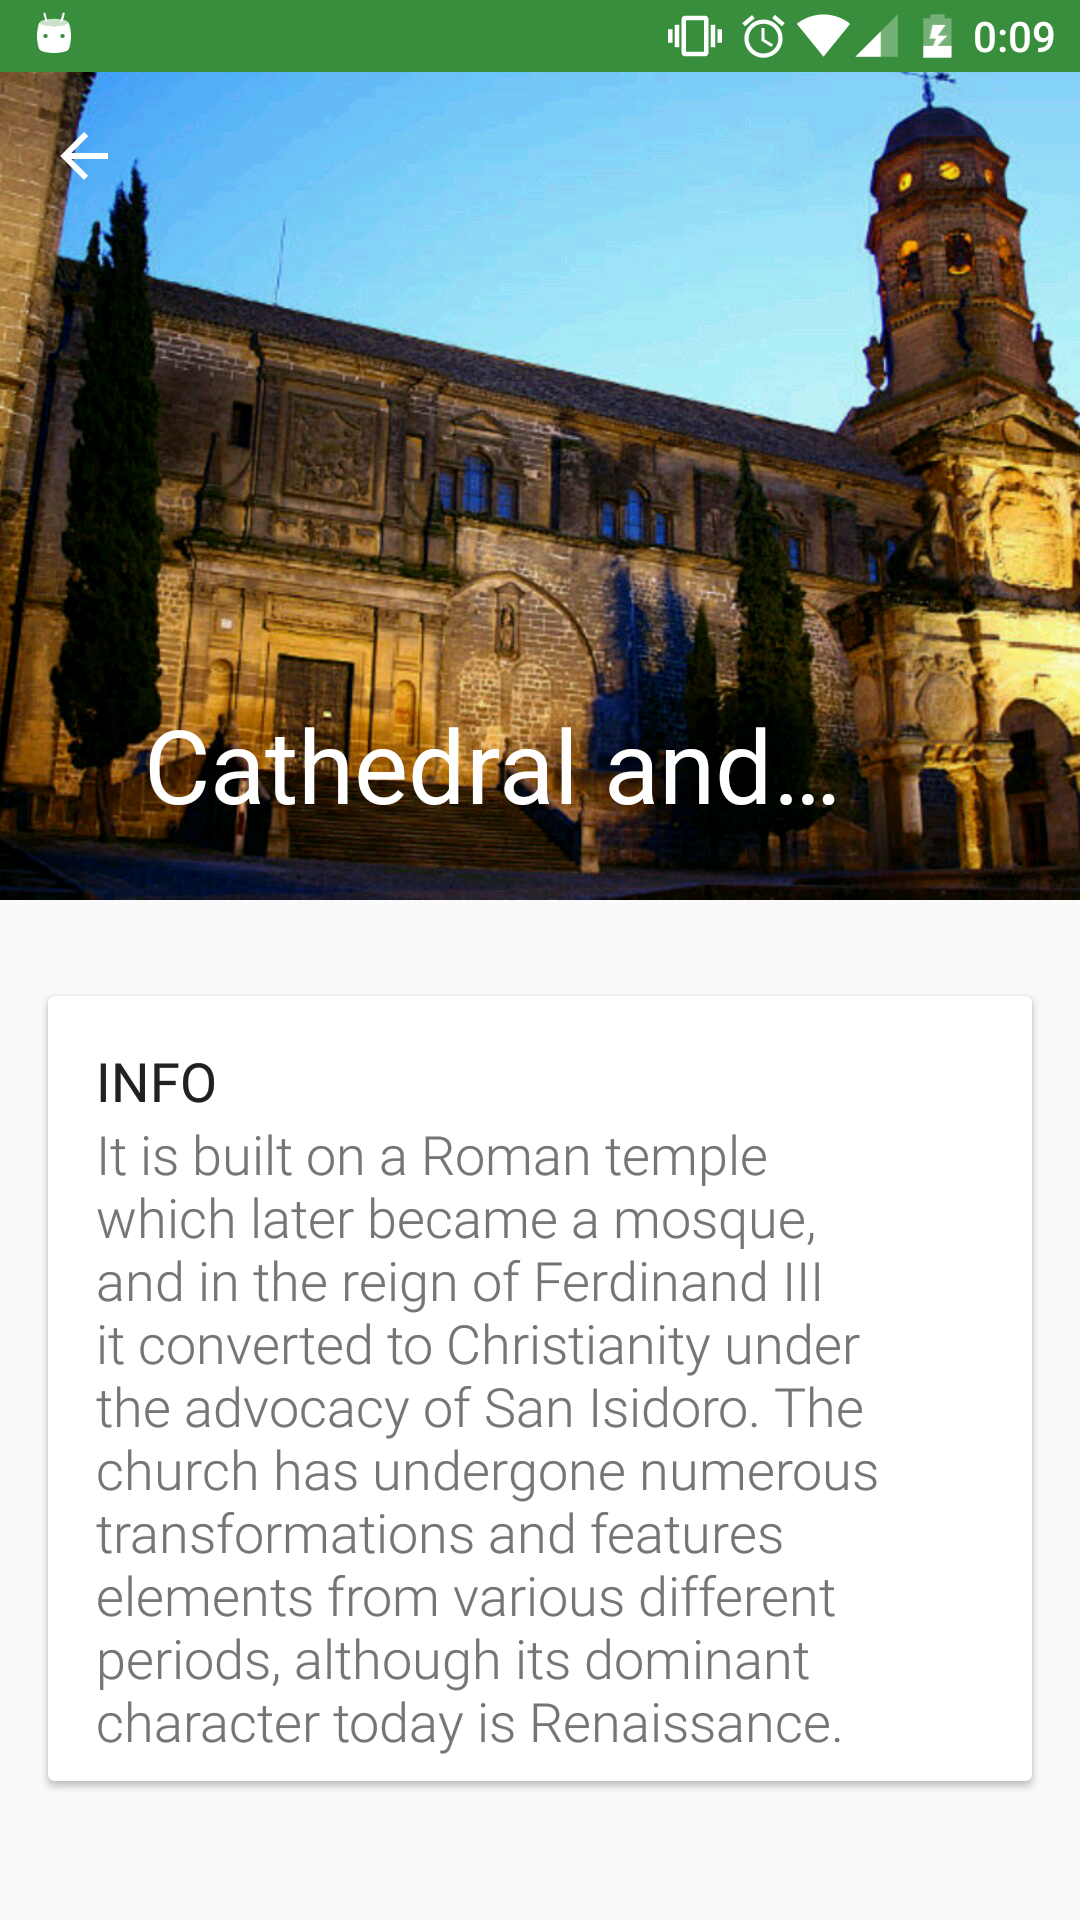 0:09
Cathedral and...
INFO
It is built on a Roman temple
which later became a mosque,
and in the reign of Ferdinand III
it converted to Christianity under
the advocacy of San Isidoro. The
church has undergone numerous
transformations and features
elements from various different
periods, although its dominant
character today is Renaissance.